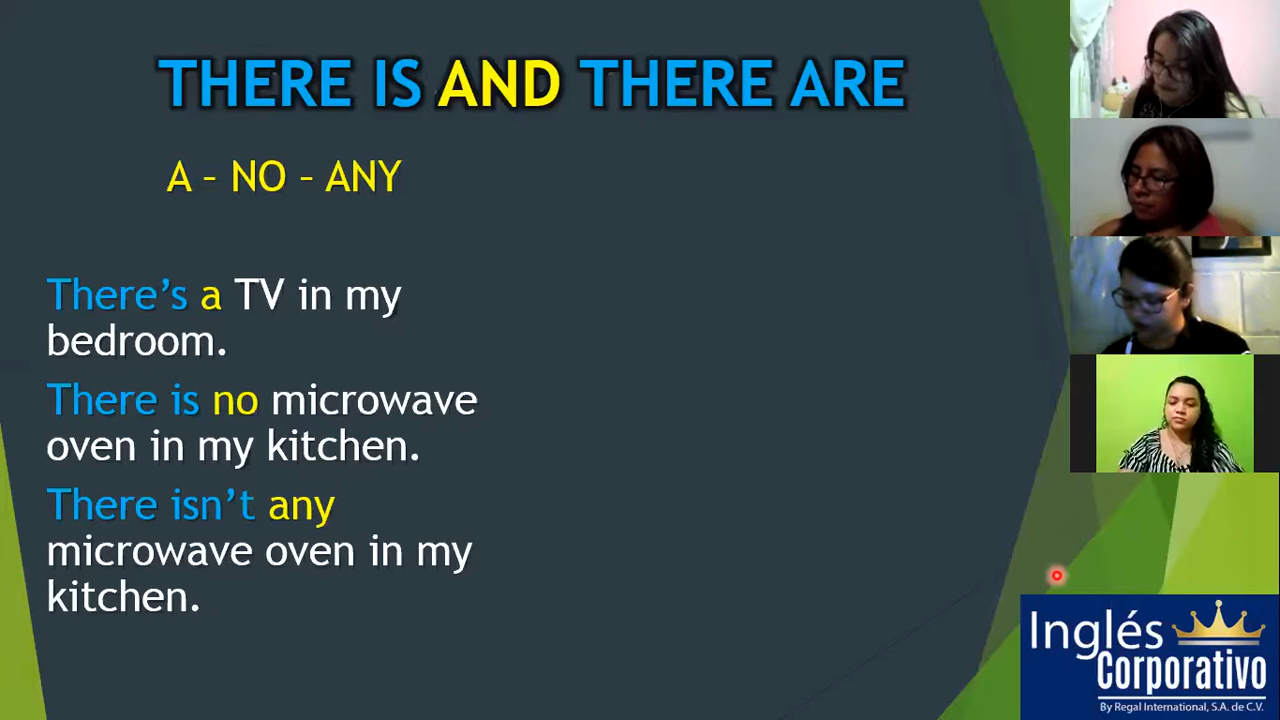 THERE IS AND THERE ARE
A – NO – ANY
There’s a TV in my
bedroom.
There is no microwave
oven in my kitchen.
There isn’t any
microwave oven in my
kitchen.
Inglés
Corporativo
By Regal International, S.A. de C.V.